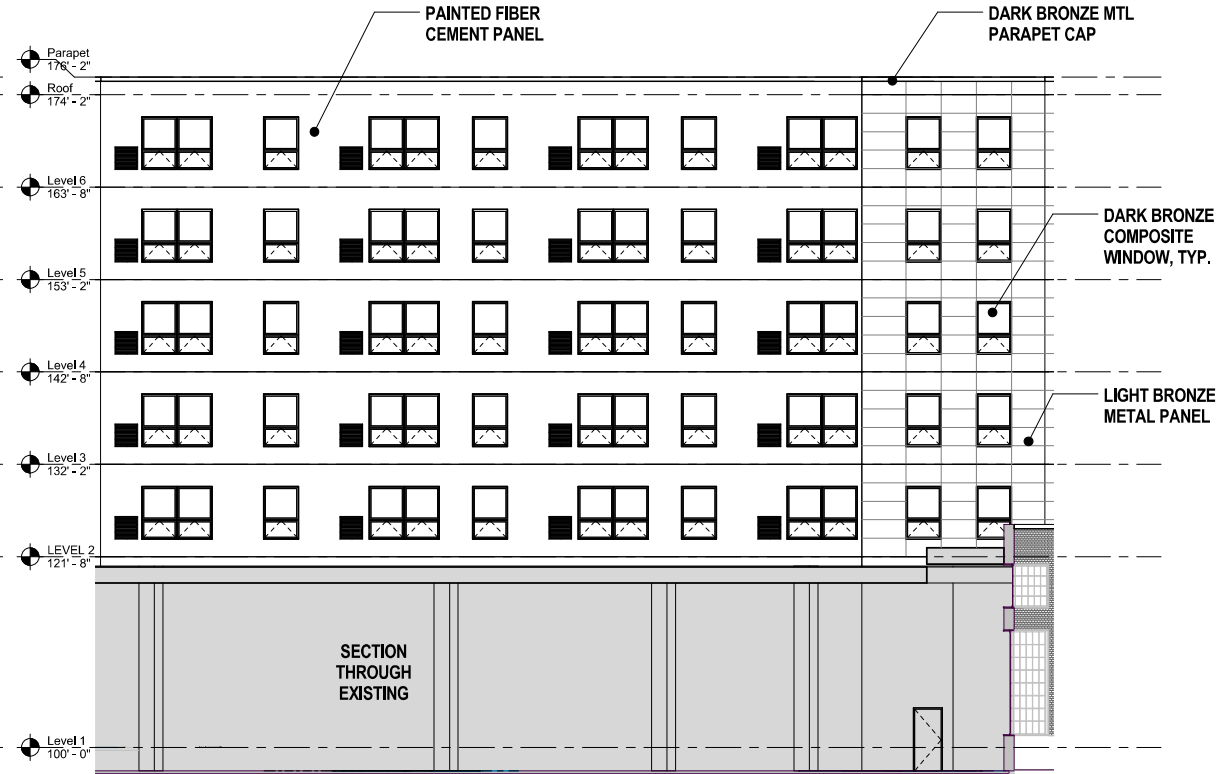 PAINTED FIBER
CEMENT PANEL
DARK BRONZE MTL
PARAPET CAP
Parapet
176' - 2"
Roof
174' - 2"
Level 6
163' - 8"
DARK BRONZE
COMPOSITE
WINDOW, TYP.
Level 5
153' - 2"
Level 4
142' - 8"
LIGHT BRONZE
METAL PANEL
Level 3
132' - 2"
LEVEL 2
121' - 8"
SECTION
THROUGH
EXISTING
Level 1
100' - 0"